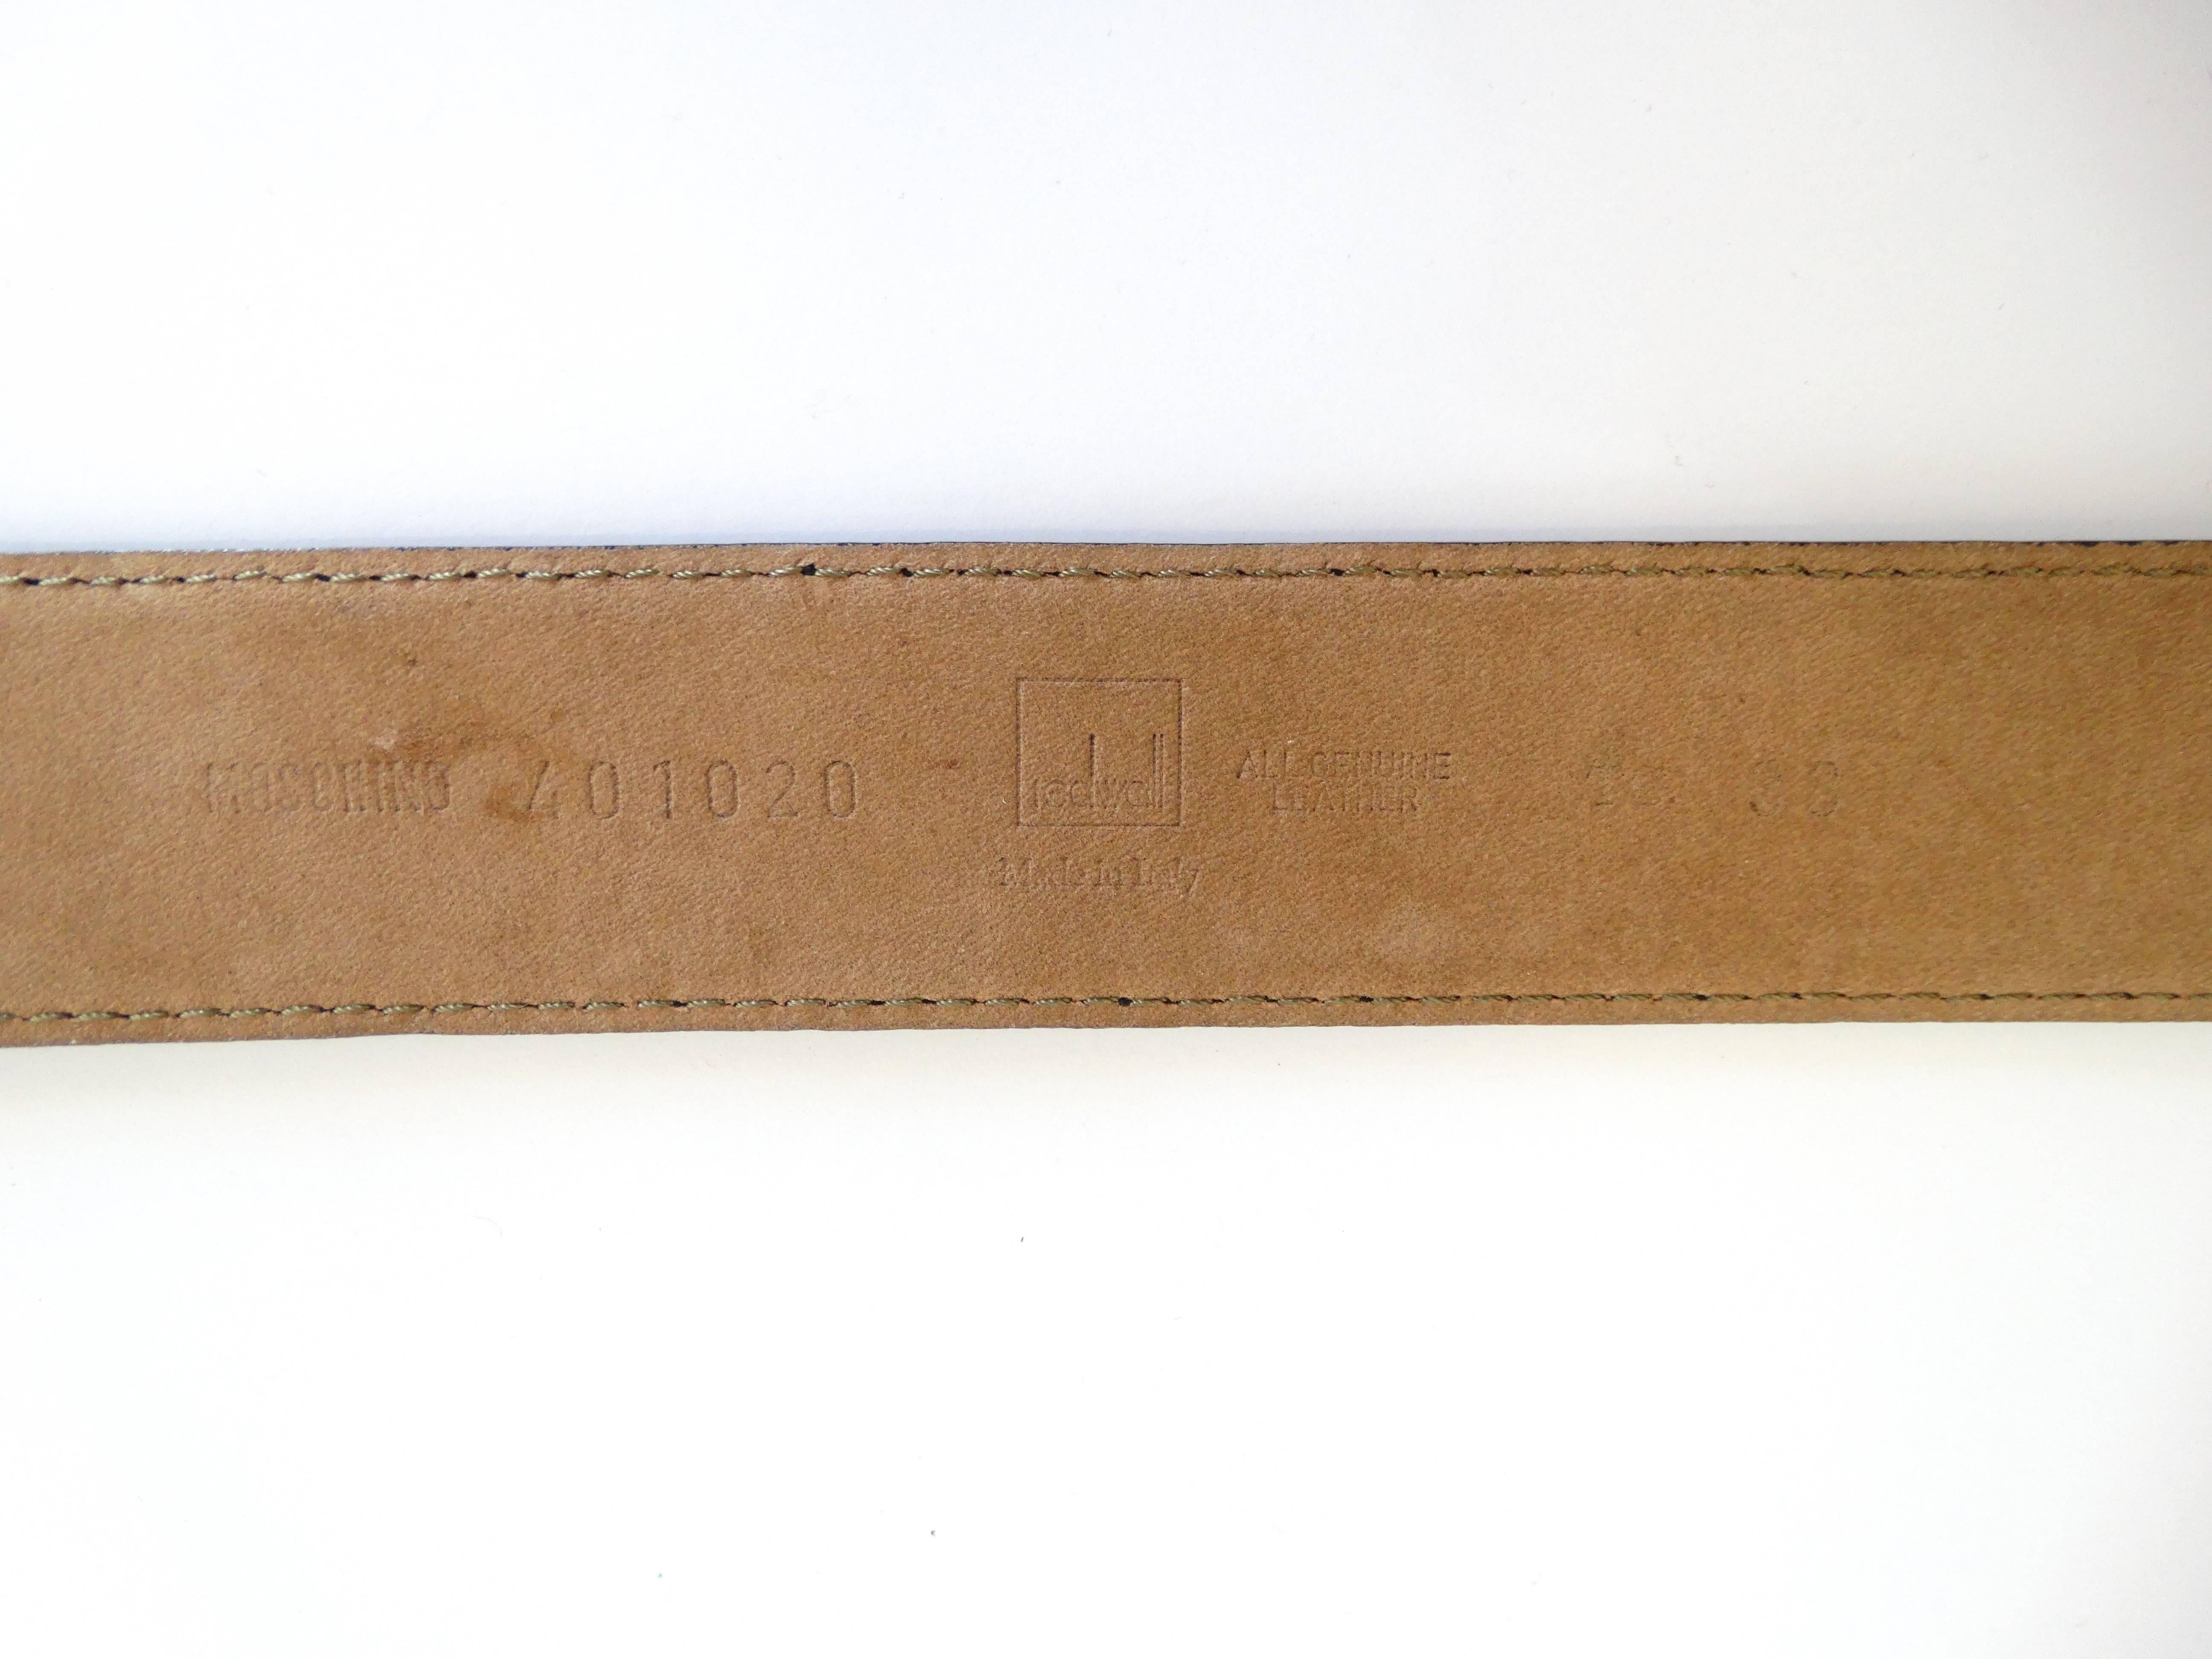 MOSCHINO 401020
redwall
Made in Italy
ALL GENUINE
LEATHER